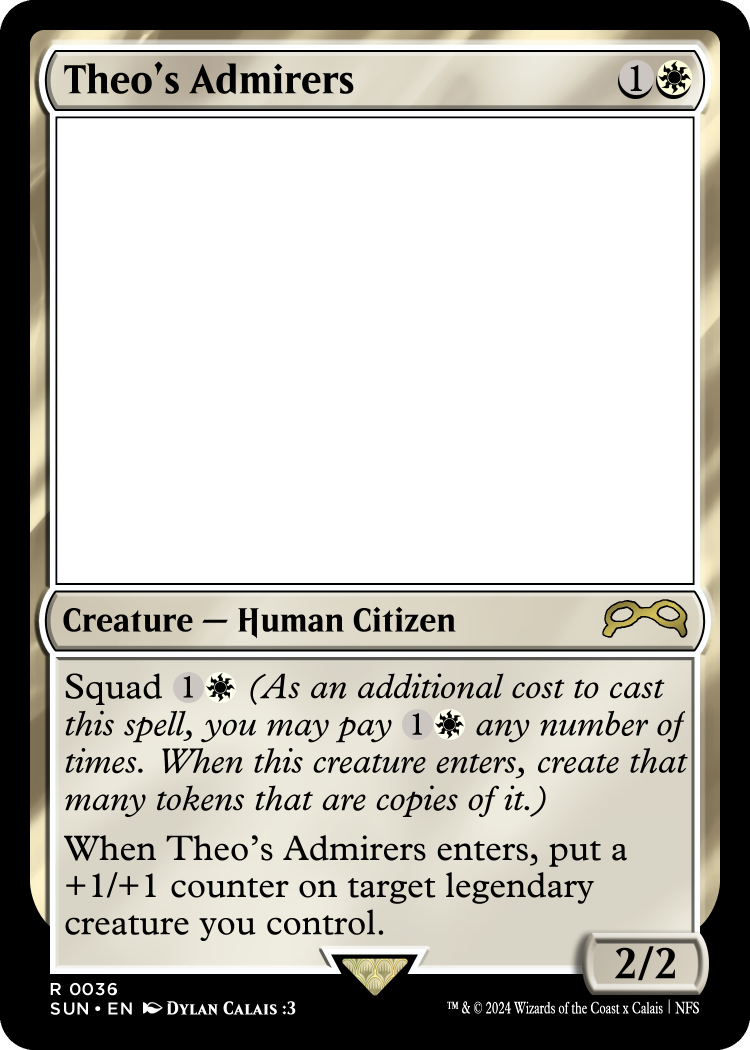 Theo's Admirers 1
Creature — Human Citizen
Squad 1 (As an additional cost to cast
this spell, you may pay 1 any number of
times. When this creature enters, create that
many tokens that are copies of it.)
When Theo's Admirers enters, put a
+1/+1 counter on target legendary
creature you control.
2/2
R 0036
SUN • EN DYLAN CALAIS :3
™ & © 2024 Wizards of the Coast x Calais | NFS